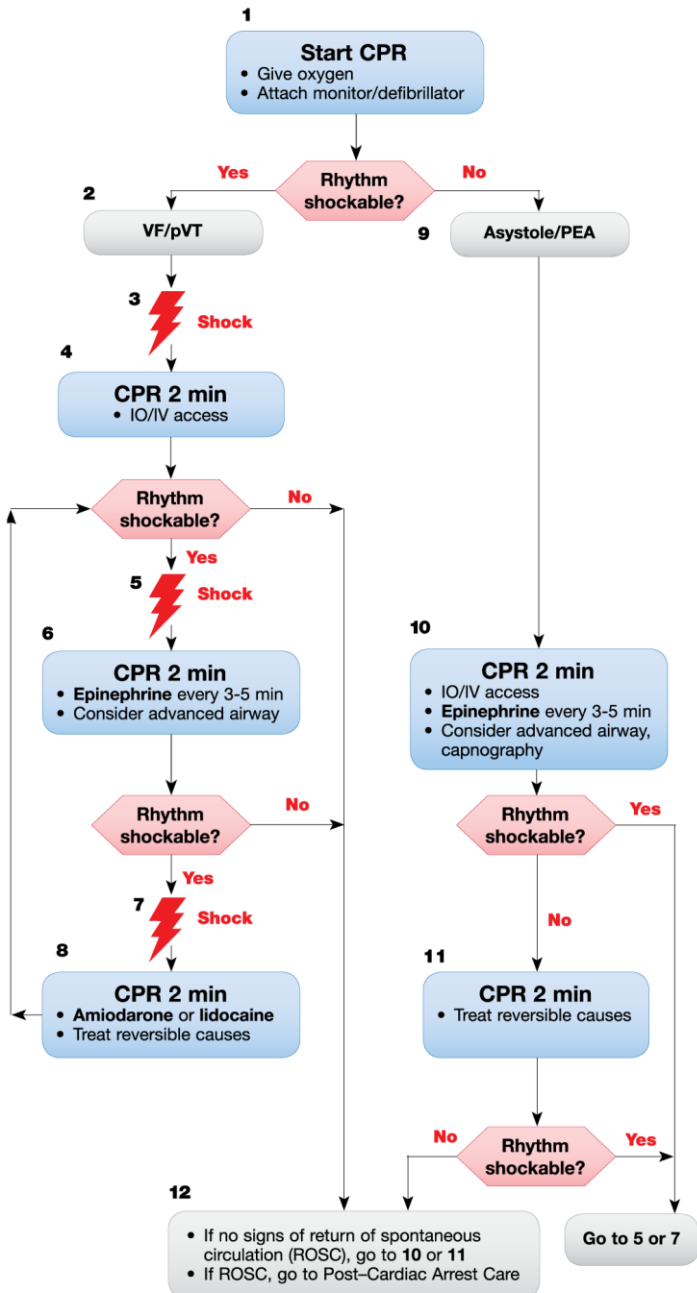 1
Start CPR
• Give oxygen
• Attach monitor/defibrillator
Rhythm
shockable?
Yes
No
2
VF/pVT
9
Asystole/PEA
3
Shock
4
CPR 2 min
• IO/IV access
Rhythm
shockable?
No
Yes
5
Shock
6
CPR 2 min
• Epinephrine every 3-5 min
• Consider advanced airway
Rhythm
shockable?
No
Yes
7
Shock
8
CPR 2 min
• Amiodarone or lidocaine
• Treat reversible causes
10
CPR 2 min
• IO/IV access
• Epinephrine every 3-5 min
• Consider advanced airway,
capnography
Rhythm
shockable?
Yes
No
11
CPR 2 min
• Treat reversible causes
Rhythm
shockable?
No
Yes
12
• If no signs of return of spontaneous
circulation (ROSC), go to 10 or 11
• If ROSC, go to Post–Cardiac Arrest Care
Go to 5 or 7